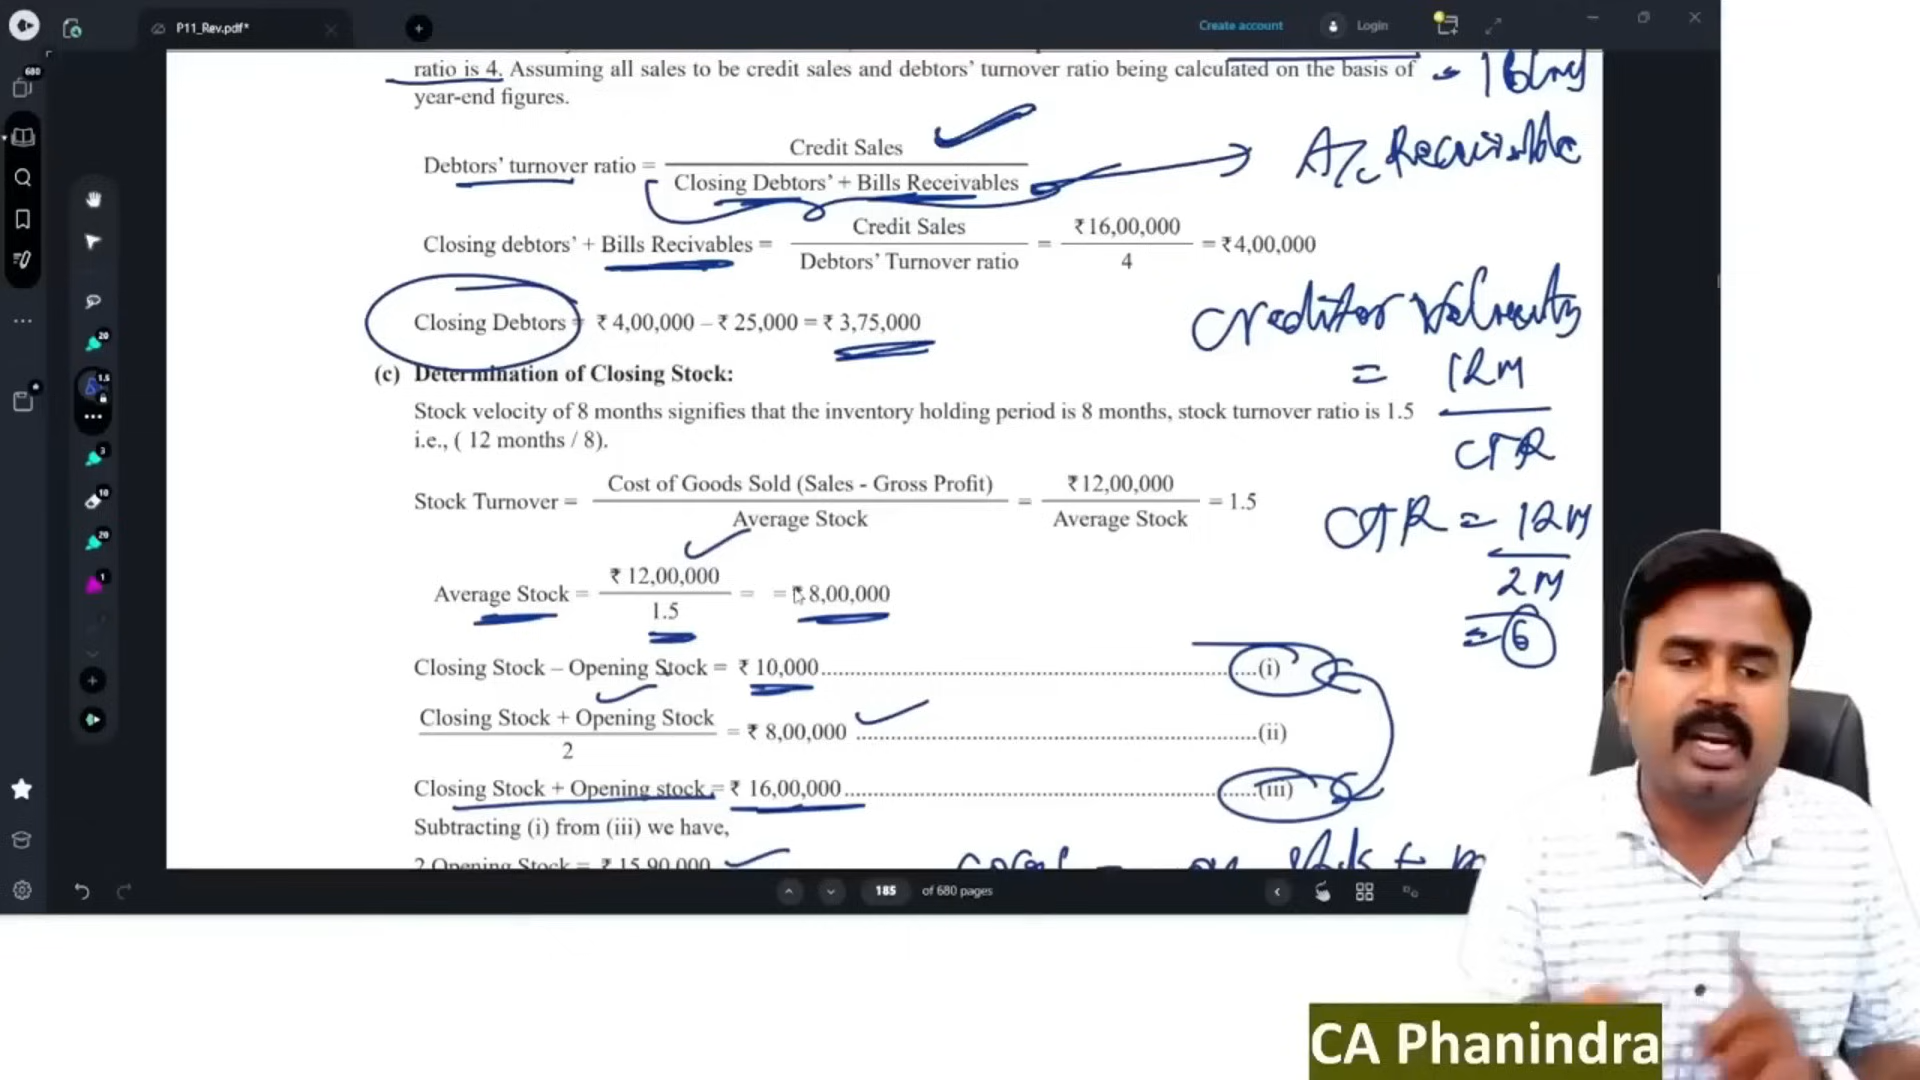 P11_Rev.pdf*
Create account
Login
680
ratio is 4. Assuming all sales to be credit sales and debtors’ turnover ratio being calculated on the basis of
year-end figures.
Debtors’ turnover ratio = Credit Sales / Closing Debtors’ + Bills Receivables
A/c Receivable
Closing debtors’ + Bills Recivables = Credit Sales / Debtors’ Turnover ratio = ₹16,00,000 / 4 = ₹4,00,000
Closing Debtors = ₹ 4,00,000 – ₹ 25,000 = ₹ 3,75,000
Creditor Velocity
= 12M / CTR
(c) Determination of Closing Stock:
Stock velocity of 8 months signifies that the inventory holding period is 8 months, stock turnover ratio is 1.5
i.e., ( 12 months / 8).
Stock Turnover = Cost of Goods Sold (Sales - Gross Profit) / Average Stock = ₹12,00,000 / Average Stock = 1.5
CTR = 12M / 2M
= 6
Average Stock = ₹ 12,00,000 / 1.5 = = ₹ 8,00,000
Closing Stock – Opening Stock = ₹ 10,000..........(i)
Closing Stock + Opening Stock / 2 = ₹ 8,00,000 ..........(ii)
Closing Stock + Opening stock = ₹ 16,00,000..........(iii)
Subtracting (i) from (iii) we have,
2 Opening Stock = ₹ 15,90,000
185 of 680 pages
CA Phanindra